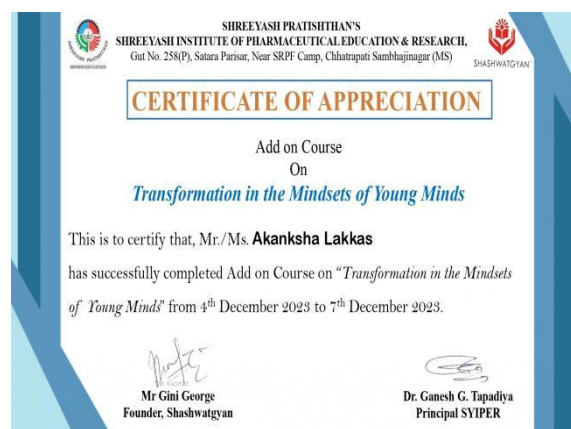 SHREEYASH PRATISHTHAN'S
SHREEYASH INSTITUTE OF PHARMACEUTICAL EDUCATION & RESEARCH,
Gut No. 258(P), Satara Parisar, Near SRPF Camp, Chhatrapati Sambhajinagar (MS)
SHASHWATGYAN
CERTIFICATE OF APPRECIATION
Add on Course
On
Transformation in the Mindsets of Young Minds
This is to certify that, Mr./Ms. Akanksha Lakkas
has successfully completed Add on Course on “Transformation in the Mindsets
of Young Minds” from 4th December 2023 to 7th December 2023.
Mr Gini George
Founder, Shashwatgyan
Dr. Ganesh G. Tapadiya
Principal SYIPER